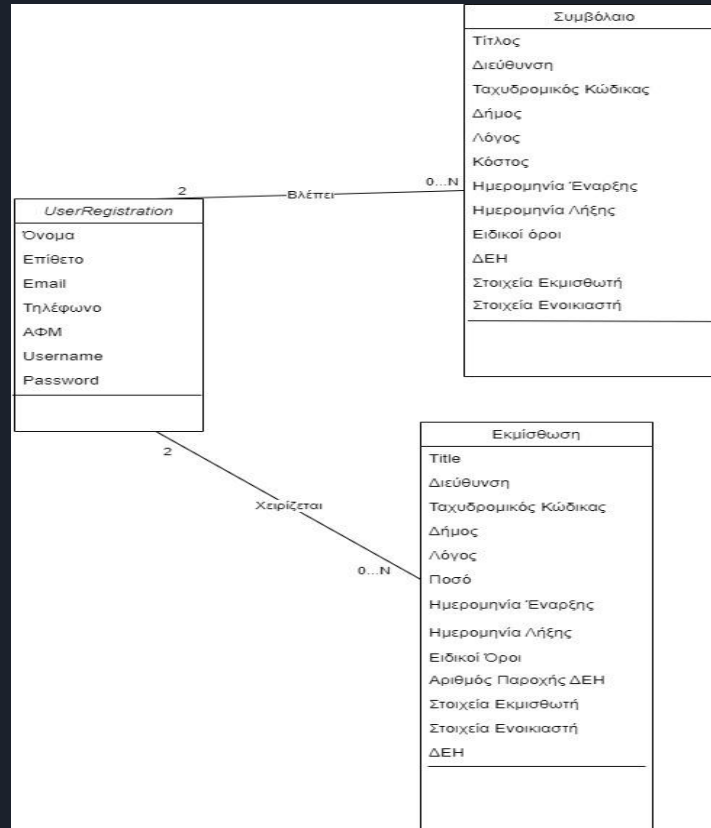 Συμβόλαιο
Τίτλος
Διεύθυνση
Ταχυδρομικός Κώδικας
Δήμος
Λόγος
Κόστος
Ημερομηνία Έναρξης
Ημερομηνία Λήξης
Ειδικοί όροι
ΔΕΗ
Στοιχεία Εκμισθωτή
Στοιχεία Ενοικιαστή
2
Βλέπει
0...N
UserRegistration
Όνομα
Επίθετο
Email
Τηλέφωνο
ΑΦΜ
Username
Password
2
Χειρίζεται
0...N
Εκμίσθωση
Title
Διεύθυνση
Ταχυδρομικός Κώδικας
Δήμος
Λόγος
Ποσό
Ημερομηνία Έναρξης
Ημερομηνία Λήξης
Ειδικοί Όροι
Αριθμός Παροχής ΔΕΗ
Στοιχεία Εκμισθωτή
Στοιχεία Ενοικιαστή
ΔΕΗ